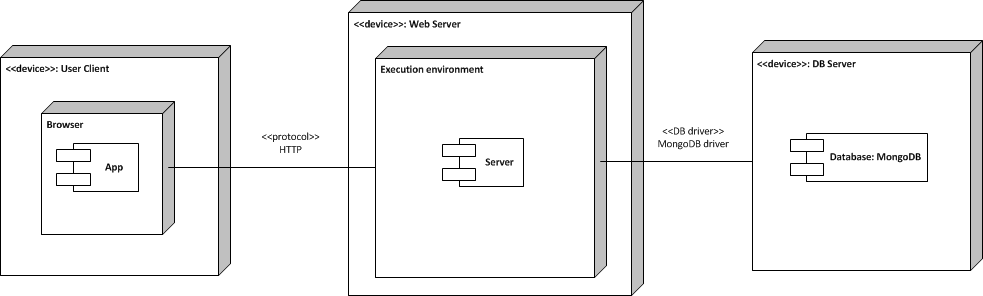 <<device>>: User Client
Browser
App
<<protocol>>
HTTP
<<device>>: Web Server
Execution environment
Server
<<DB driver>>
MongoDB driver
<<device>>: DB Server
Database: MongoDB